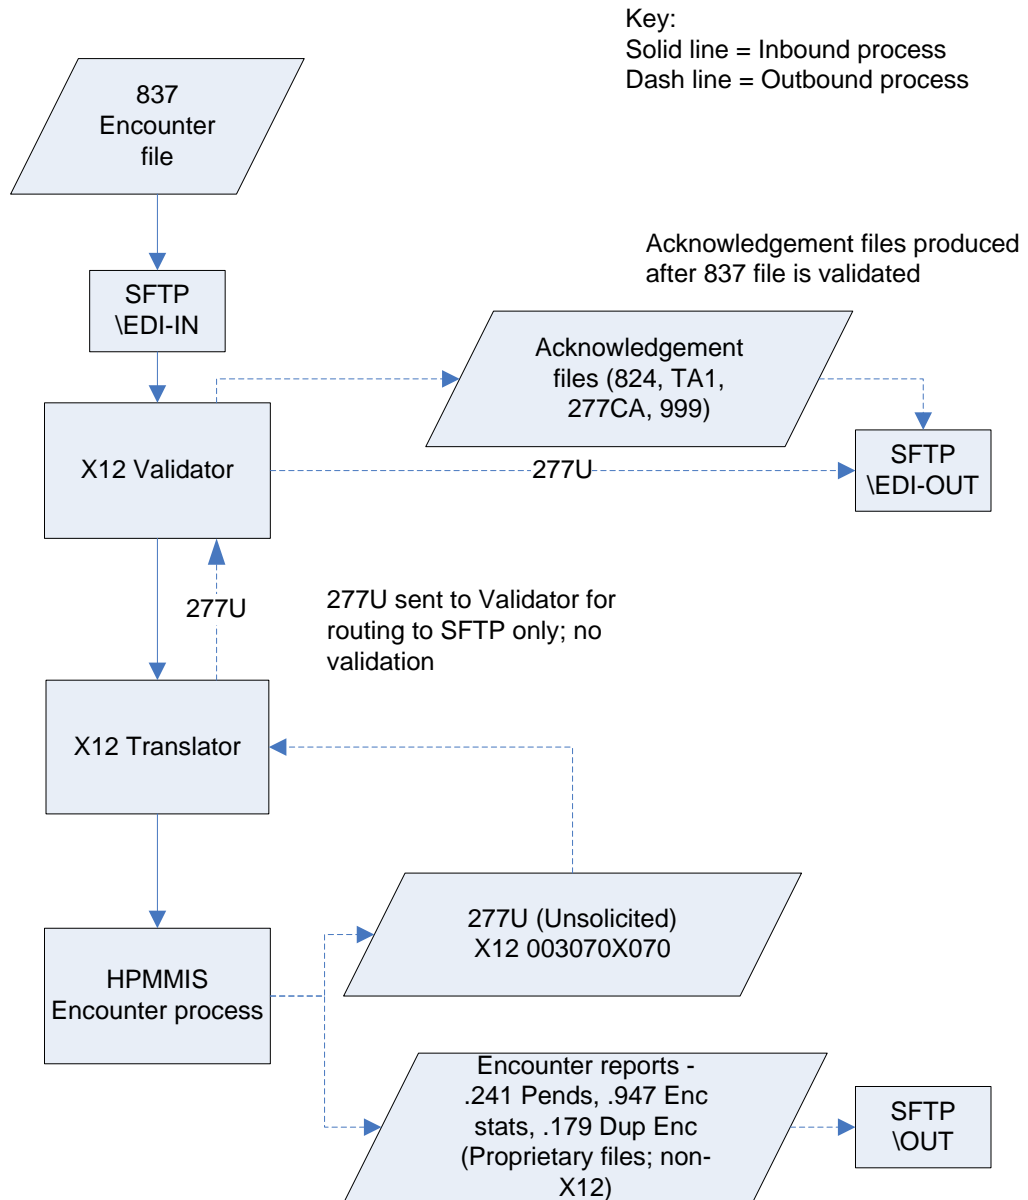 Key:
Solid line = Inbound process
Dash line = Outbound process
837
Encounter
file
Acknowledgement files produced
after 837 file is validated
SFTP
\EDI-IN
Acknowledgement
files (824, TA1,
277CA, 999)
X12 Validator
277U
SFTP
\EDI-OUT
277U
277U sent to Validator for
routing to SFTP only; no
validation
X12 Translator
277U (Unsolicited)
X12 003070X070
HPMMIS
Encounter process
Encounter reports -
.241 Pends, .947 Enc
stats, .179 Dup Enc
(Proprietary files; non-
X12)
SFTP
\OUT